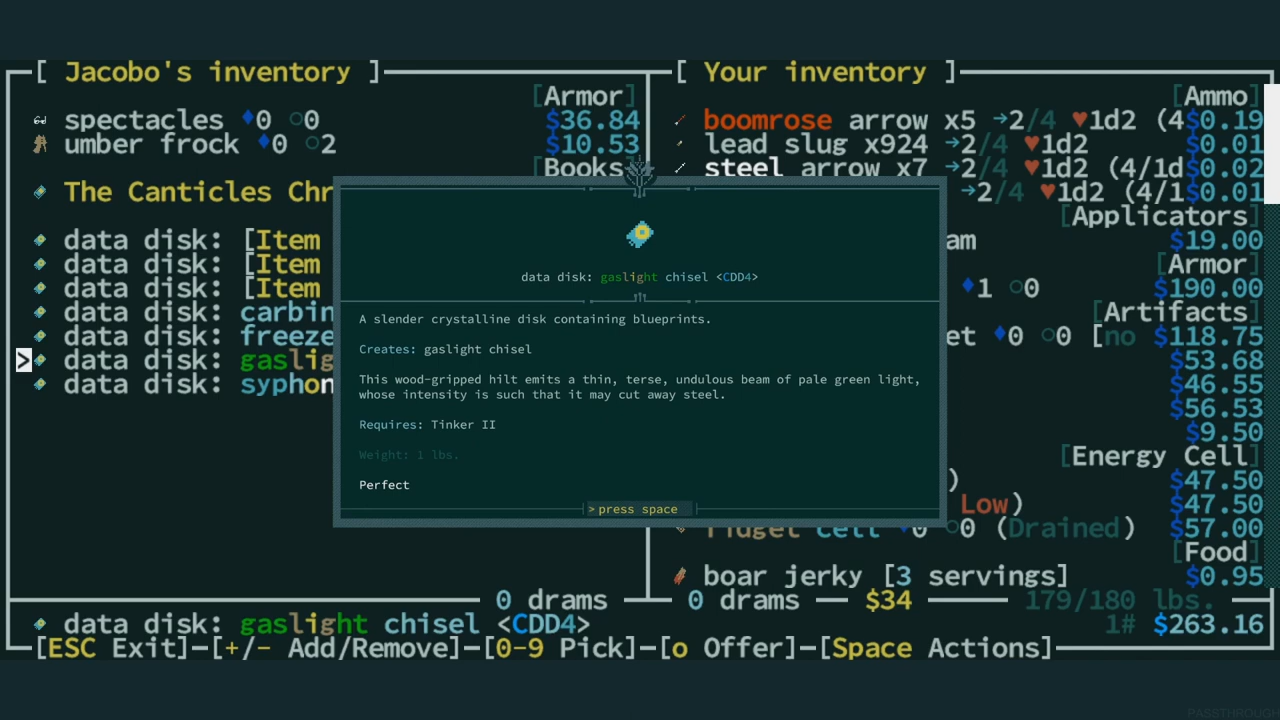 [ Jacobo's inventory ] [ Your inventory ]
[Armor] [Ammo]
spectacles ♦0 ○0 $36.84 boomrose arrow x5 →2/4 ♥1d2 (4 $0.19
umber frock ♦0 ○2 $10.53 lead slug x924 →2/4 ♥1d2 $0.01
[Books] steel arrow x7 →2/4 ♥1d2 (4/1d $0.02
The Canticles Chr →2/4 ♥1d2 (4/1 $0.01
[Applicators]
data disk: [Item am $19.00
data disk: [Item [Armor]
data disk: [Item ♦1 ○0 $190.00
data disk: carbin [Artifacts]
data disk: freeze et ♦0 ○0 [no $118.75
> data disk: gaslig $53.68
data disk: syphon $46.55
$56.53
$9.50
[Energy Cell]
) $47.50
Low) $47.50
fidget cell ♦0 ○0 (Drained) $57.00
[Food]
boar jerky [3 servings] $0.95
0 drams 0 drams $34 179/180 lbs.
data disk: gaslight chisel <CDD4> 1# $263.16
[ESC Exit] [+/- Add/Remove] [0-9 Pick] [o Offer] [Space Actions]
data disk: gaslight chisel <CDD4>
A slender crystalline disk containing blueprints.
Creates: gaslight chisel
This wood-gripped hilt emits a thin, terse, undulous beam of pale green light,
whose intensity is such that it may cut away steel.
Requires: Tinker II
Weight: 1 lbs.
Perfect
> press space